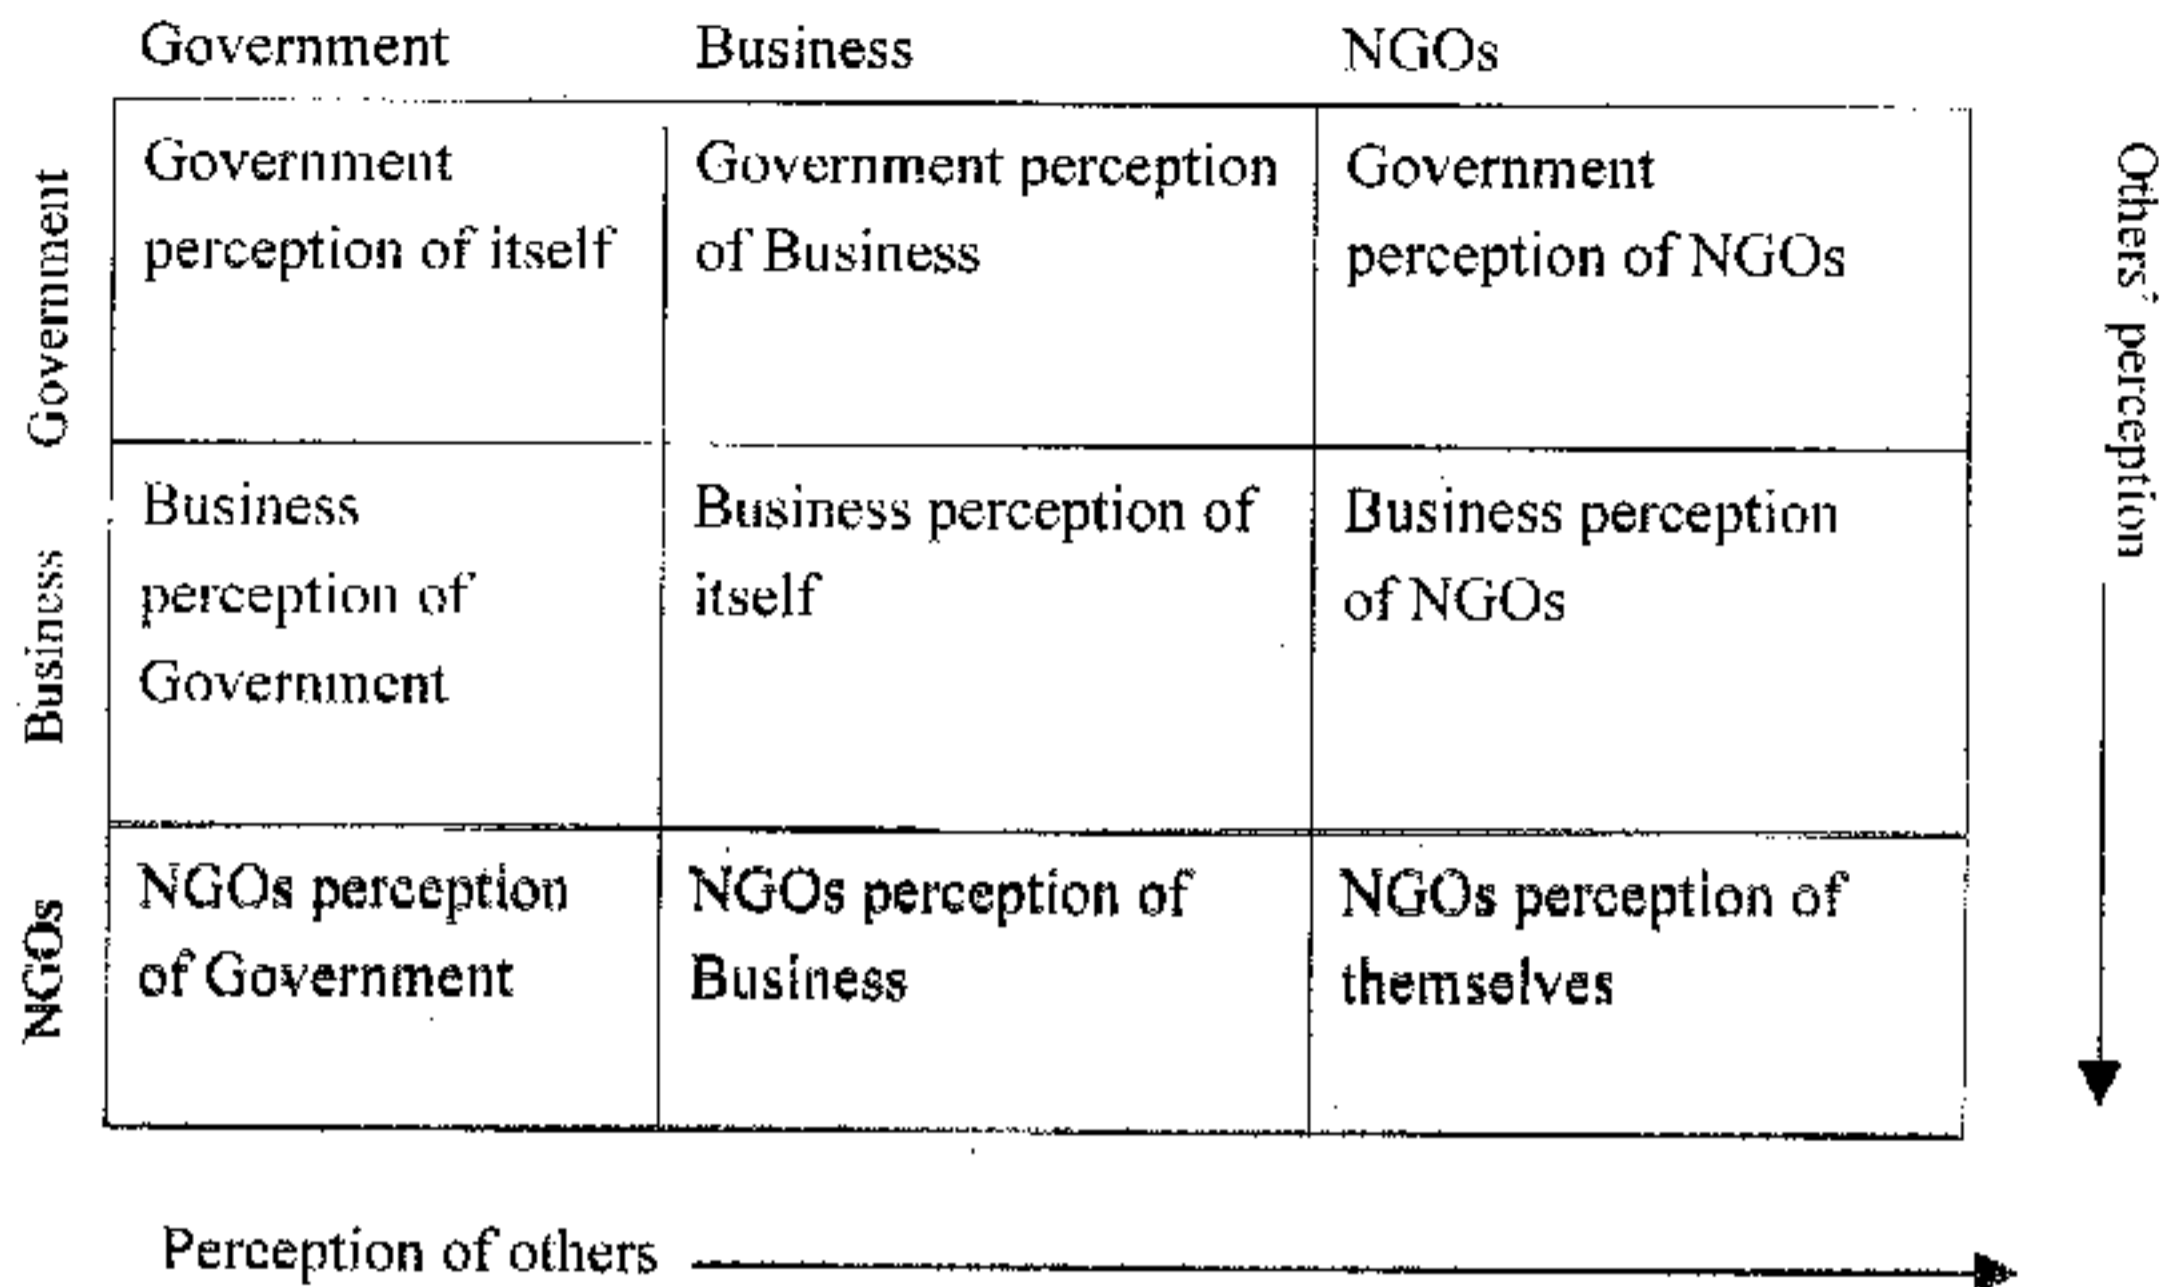 Government Business NGOs
Government
Government
perception of itself
Government perception
of Business
Government
perception of NGOs
Business
Business
perception of
Government
Business perception of
itself
Business perception
of NGOs
NGOs
NGOs perception
of Government
NGOs perception of
Business
NGOs perception of
themselves
Others' perception
Perception of others